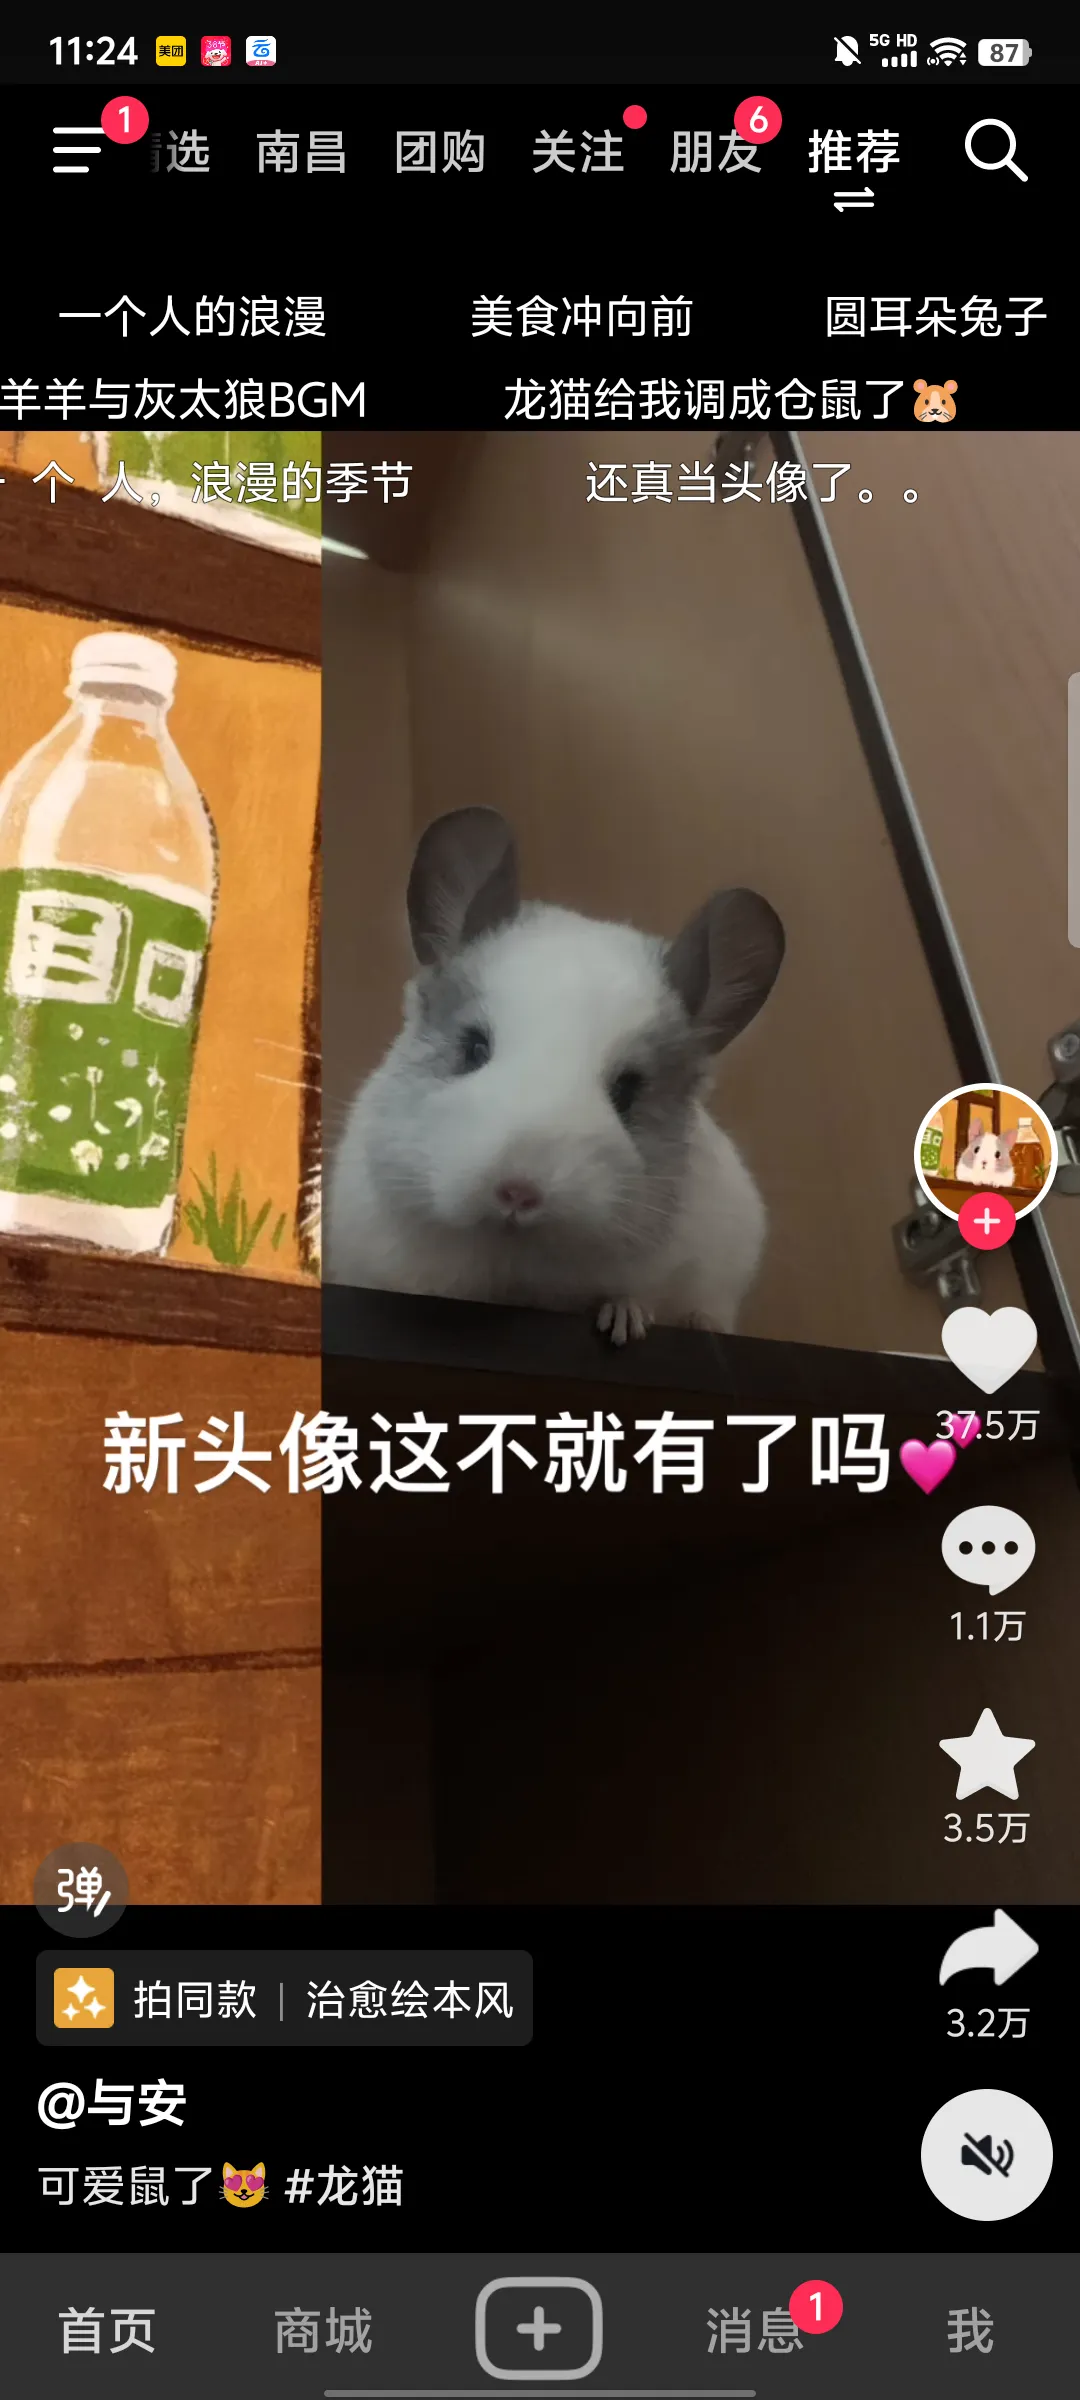 11:24 美团 5G HD 87
1
选 南昌 团购 关注 朋友 6 推荐
一个人的浪漫 美食冲向前 圆耳朵兔子
羊羊与灰太狼BGM 龙猫给我调成仓鼠了🐹
一 个 人，浪漫的季节 还真当头像了。。
新头像这不就有了吗💕
37.5万
1.1万
3.5万
弹
拍同款 | 治愈绘本风
3.2万
@与安
可爱鼠了😻 #龙猫
首页 商城 消息 1 我